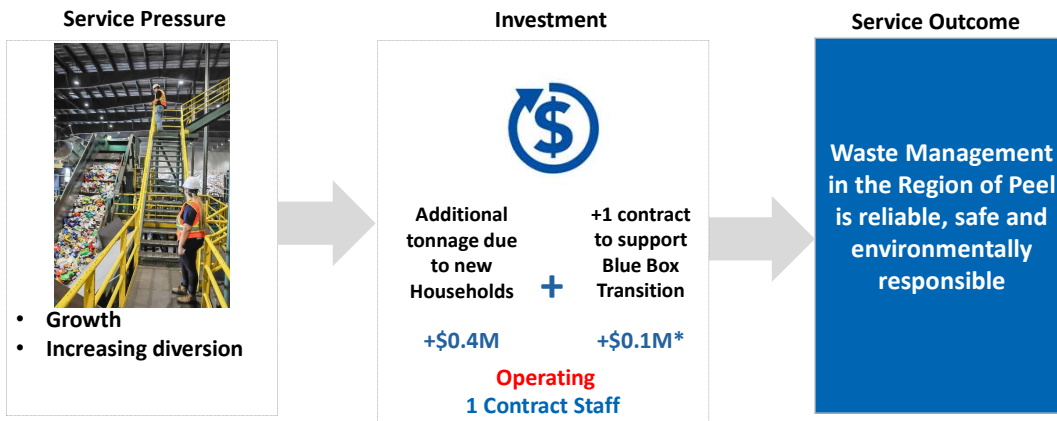 Service Pressure
Investment
Service Outcome
• Growth
• Increasing diversion
$
Additional
tonnage due
to new
Households
+
+1 contract
to support
Blue Box
Transition
+$0.4M
+$0.1M*
Operating
1 Contract Staff
Waste Management
in the Region of Peel
is reliable, safe and
environmentally
responsible